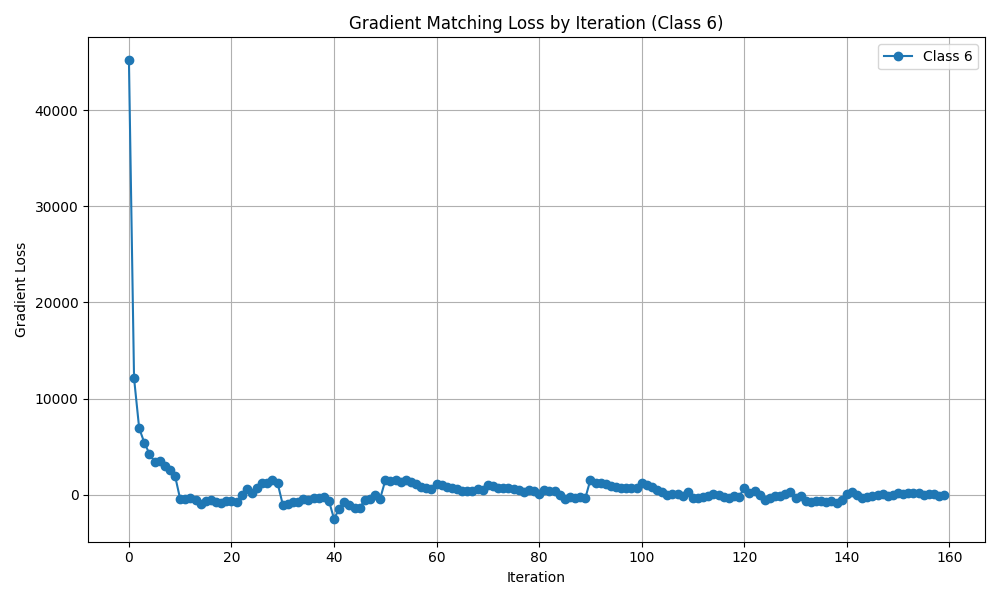 Gradient Matching Loss by Iteration (Class 6)
Class 6
40000
30000
20000
10000
0
Gradient Loss
0 20 40 60 80 100 120 140 160
Iteration